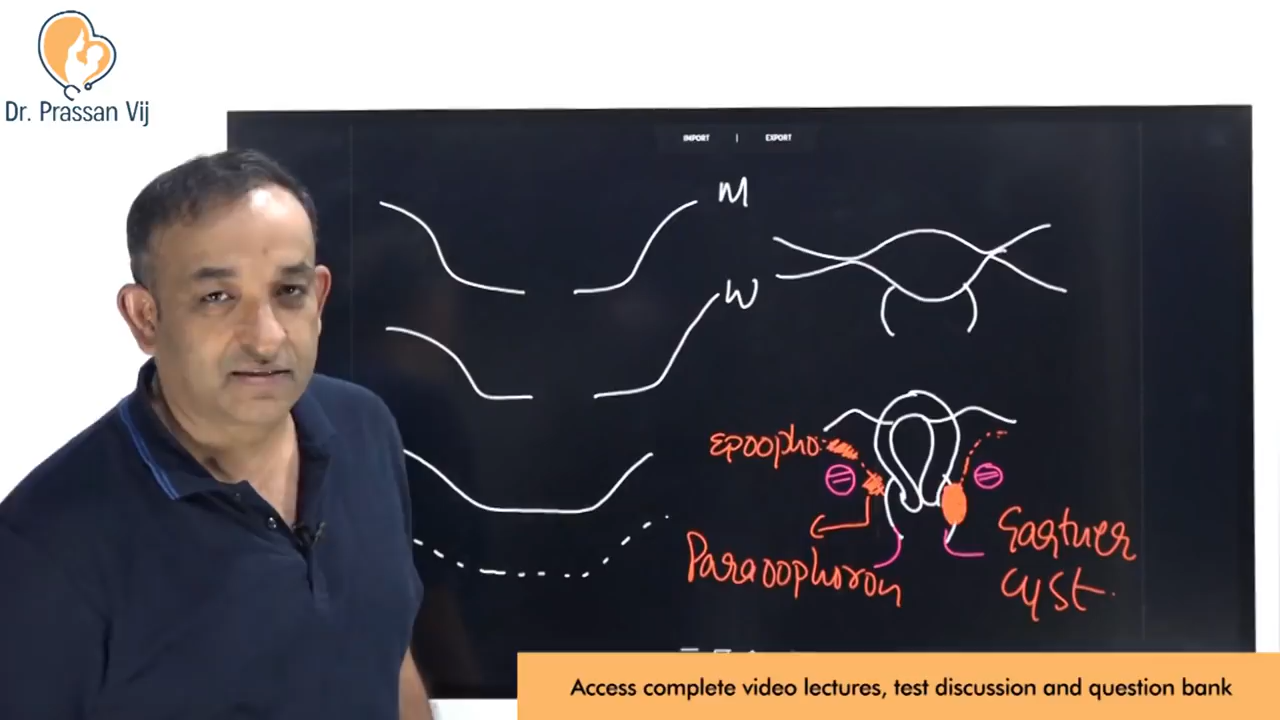 Dr. Prassan Vij
IMPORT | EXPORT
M
W
Epoopho
Paraoophoron
Gartner
cyst.
Access complete video lectures, test discussion and question bank